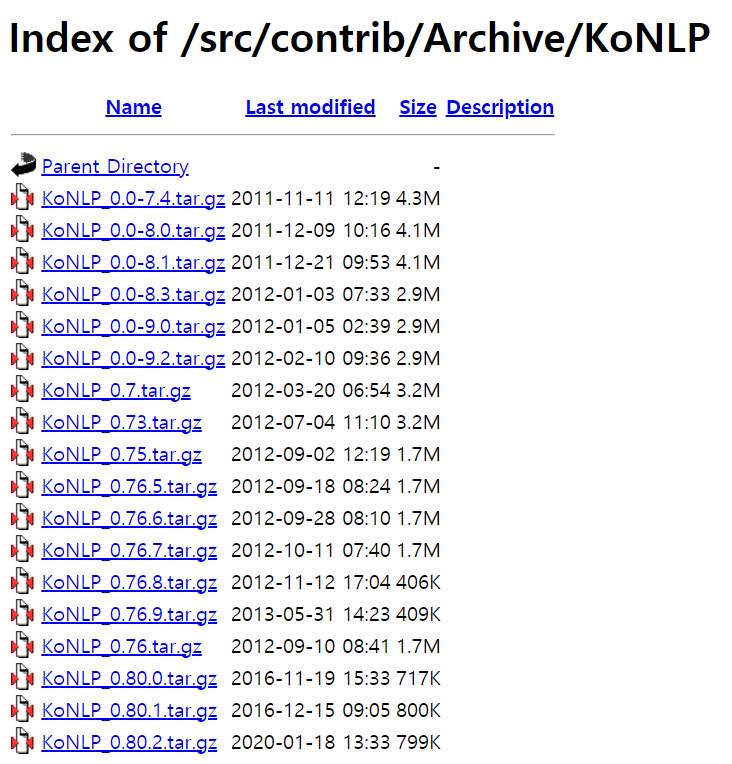 Index of /src/contrib/Archive/KoNLP
Name Last modified Size Description
Parent Directory -
KoNLP_0.0-7.4.tar.gz 2011-11-11 12:19 4.3M
KoNLP_0.0-8.0.tar.gz 2011-12-09 10:16 4.1M
KoNLP_0.0-8.1.tar.gz 2011-12-21 09:53 4.1M
KoNLP_0.0-8.3.tar.gz 2012-01-03 07:33 2.9M
KoNLP_0.0-9.0.tar.gz 2012-01-05 02:39 2.9M
KoNLP_0.0-9.2.tar.gz 2012-02-10 09:36 2.9M
KoNLP_0.7.tar.gz 2012-03-20 06:54 3.2M
KoNLP_0.73.tar.gz 2012-07-04 11:10 3.2M
KoNLP_0.75.tar.gz 2012-09-02 12:19 1.7M
KoNLP_0.76.5.tar.gz 2012-09-18 08:24 1.7M
KoNLP_0.76.6.tar.gz 2012-09-28 08:10 1.7M
KoNLP_0.76.7.tar.gz 2012-10-11 07:40 1.7M
KoNLP_0.76.8.tar.gz 2012-11-12 17:04 406K
KoNLP_0.76.9.tar.gz 2013-05-31 14:23 409K
KoNLP_0.76.tar.gz 2012-09-10 08:41 1.7M
KoNLP_0.80.0.tar.gz 2016-11-19 15:33 717K
KoNLP_0.80.1.tar.gz 2016-12-15 09:05 800K
KoNLP_0.80.2.tar.gz 2020-01-18 13:33 799K